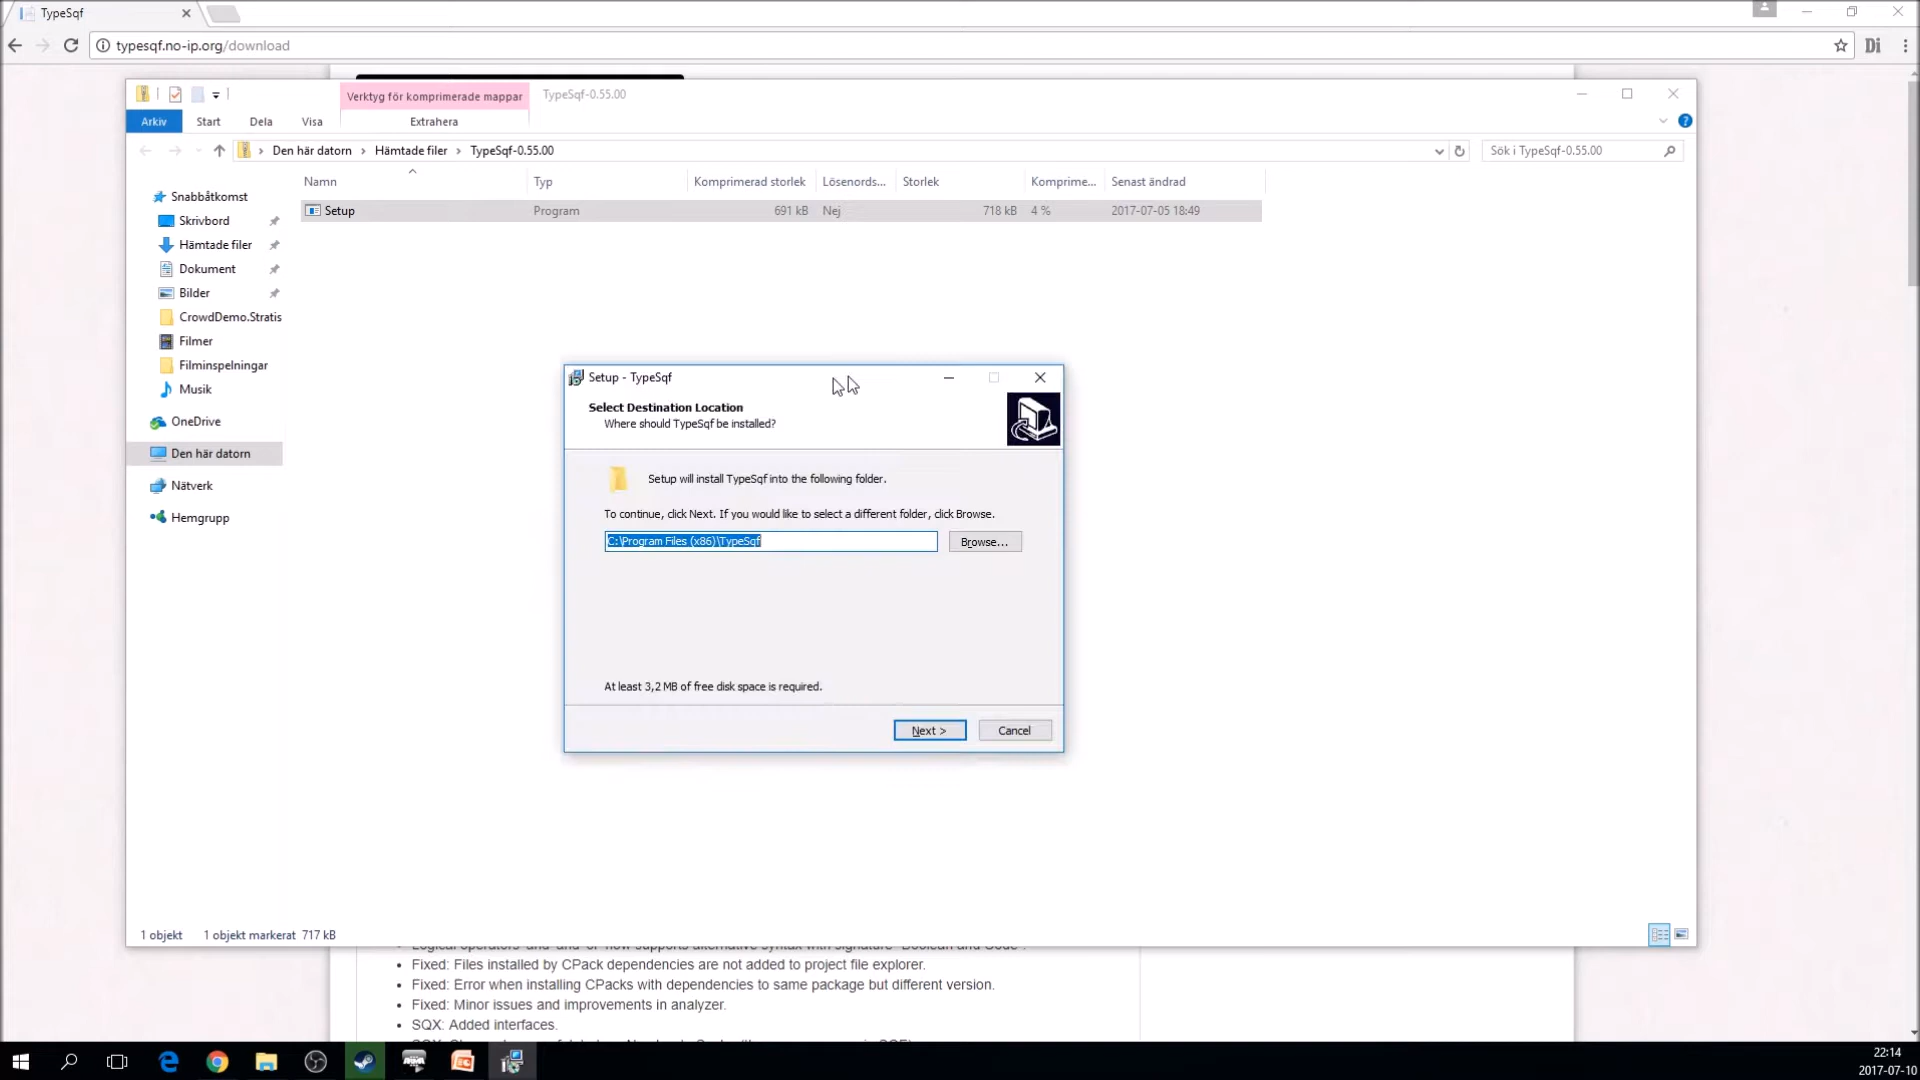 TypeSqf
typesqf.no-ip.org/download
Di
Verktyg för komprimerade mappar
TypeSqf-0.55.00
Arkiv
Start
Dela
Visa
Extrahera
Den här datorn
Hämtade filer
TypeSqf-0.55.00
Sök i TypeSqf-0.55.00
Namn
Typ
Komprimerad storlek
Lösenords...
Storlek
Komprime...
Senast ändrad
Setup
Program
691 kB
Nej
718 kB
4 %
2017-07-05 18:49
Snabbåtkomst
Skrivbord
Hämtade filer
Dokument
Bilder
CrowdDemo.Stratis
Filmer
Filminspelningar
Musik
OneDrive
Den här datorn
Nätverk
Hemgrupp
Setup - TypeSqf
Select Destination Location
Where should TypeSqf be installed?
Setup will install TypeSqf into the following folder.
To continue, click Next. If you would like to select a different folder, click Browse.
C:\Program Files (x86)\TypeSqf
Browse...
At least 3,2 MB of free disk space is required.
Next >
Cancel
1 objekt
1 objekt markerat 717 kB
Fixed: Files installed by CPack dependencies are not added to project file explorer.
Fixed: Error when installing CPacks with dependencies to same package but different version.
Fixed: Minor issues and improvements in analyzer.
SQX: Added interfaces.
22:14
2017-07-10